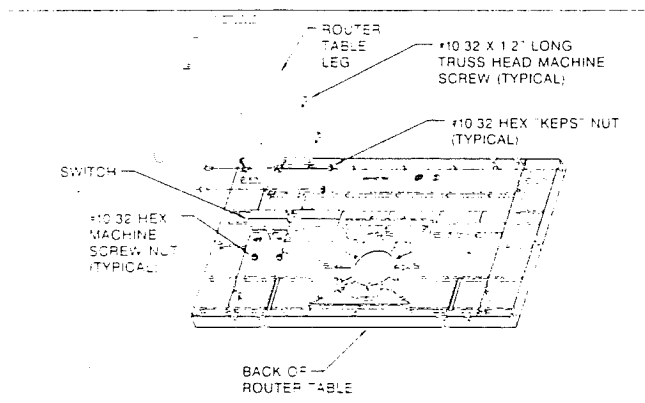 ROUTER
TABLE
LEG
#10-32 X 1/2" LONG
TRUSS HEAD MACHINE
SCREW (TYPICAL)
#10-32 HEX "KEPS" NUT
(TYPICAL)
SWITCH
#10-32 HEX
MACHINE
SCREW NUT
(TYPICAL)
BACK OF
ROUTER TABLE